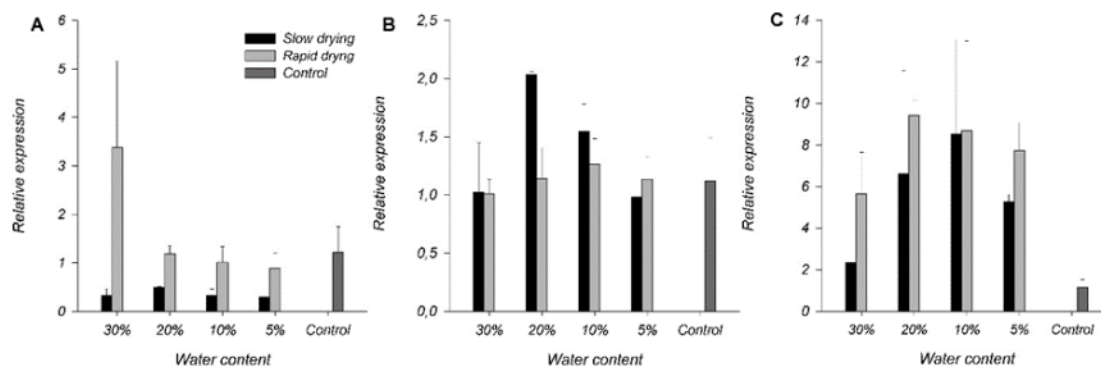 A
Relative expression
6
5
4
3
2
1
0
Slow drying
Rapid dryng
Control
30%
20%
10%
5%
Control
Water content
B
Relative expression
2,5
2,0
1,5
1,0
0,5
0,0
30%
20%
10%
5%
Control
Water content
C
Relative expression
14
12
10
8
6
4
2
0
30%
20%
10%
5%
Control
Water content